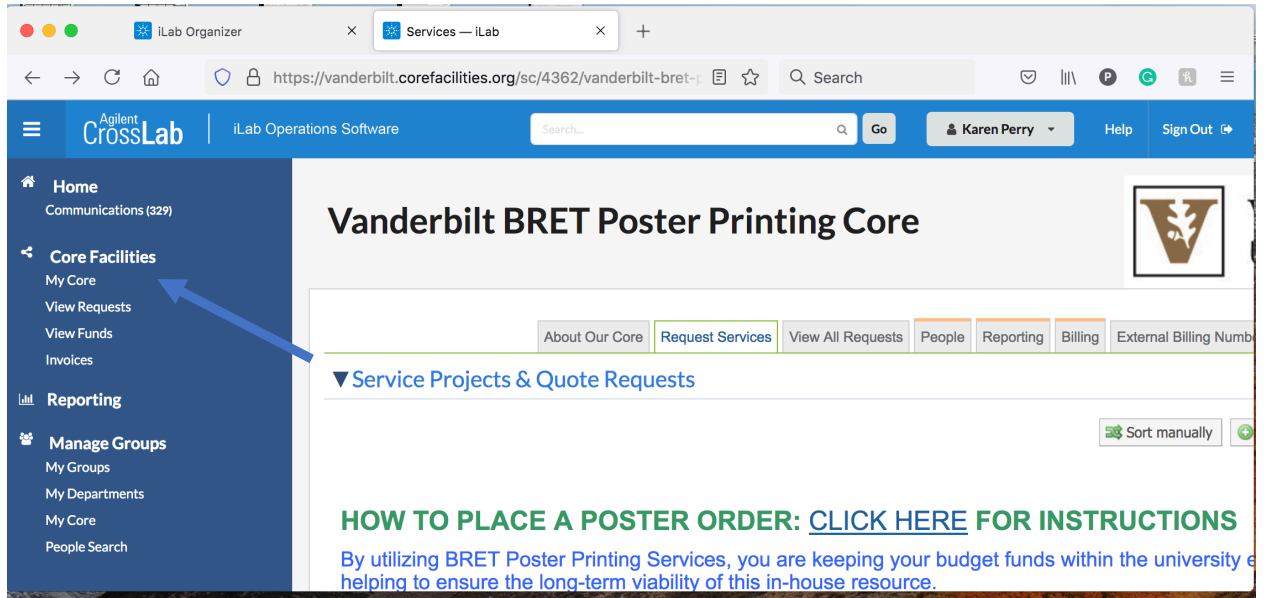 iLab Organizer
Services — iLab
https://vanderbilt.corefacilities.org/sc/4362/vanderbilt-bret-p
Search
Agilent
CrossLab
iLab Operations Software
Search...
Go
Karen Perry
Help
Sign Out
Home
Communications (329)
Core Facilities
My Core
View Requests
View Funds
Invoices
Reporting
Manage Groups
My Groups
My Departments
My Core
People Search
Vanderbilt BRET Poster Printing Core
V
About Our Core
Request Services
View All Requests
People
Reporting
Billing
External Billing Numb
Service Projects & Quote Requests
Sort manually
HOW TO PLACE A POSTER ORDER: CLICK HERE FOR INSTRUCTIONS
By utilizing BRET Poster Printing Services, you are keeping your budget funds within the university
helping to ensure the long-term viability of this in-house resource.